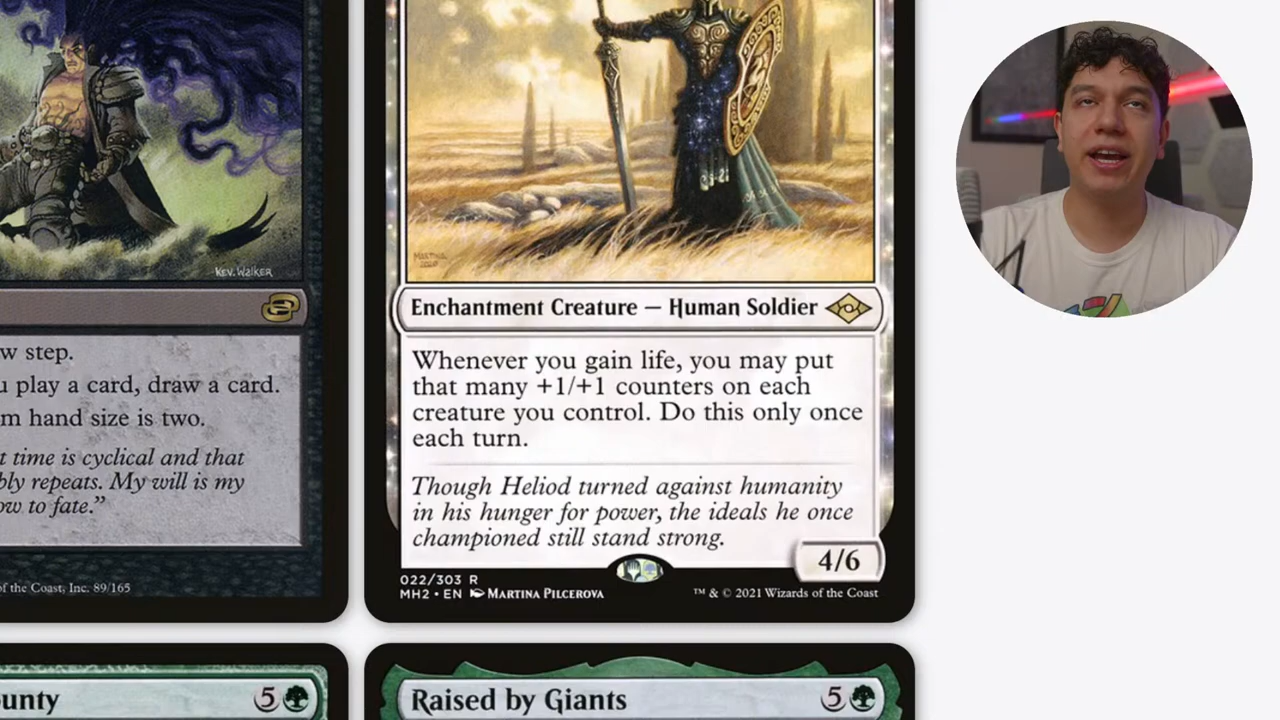 KEV. WALKER
w step.
u play a card, draw a card.
m hand size is two.
t time is cyclical and that
bly repeats. My will is my
ow to fate.”
of the Coast, Inc. 89/165
MARTINA
2020
Enchantment Creature — Human Soldier
Whenever you gain life, you may put
that many +1/+1 counters on each
creature you control. Do this only once
each turn.
Though Heliod turned against humanity
in his hunger for power, the ideals he once
championed still stand strong.
4/6
022/303 R
MH2 • EN MARTINA PILCEROVA
™ & © 2021 Wizards of the Coast
ounty 5
Raised by Giants 5